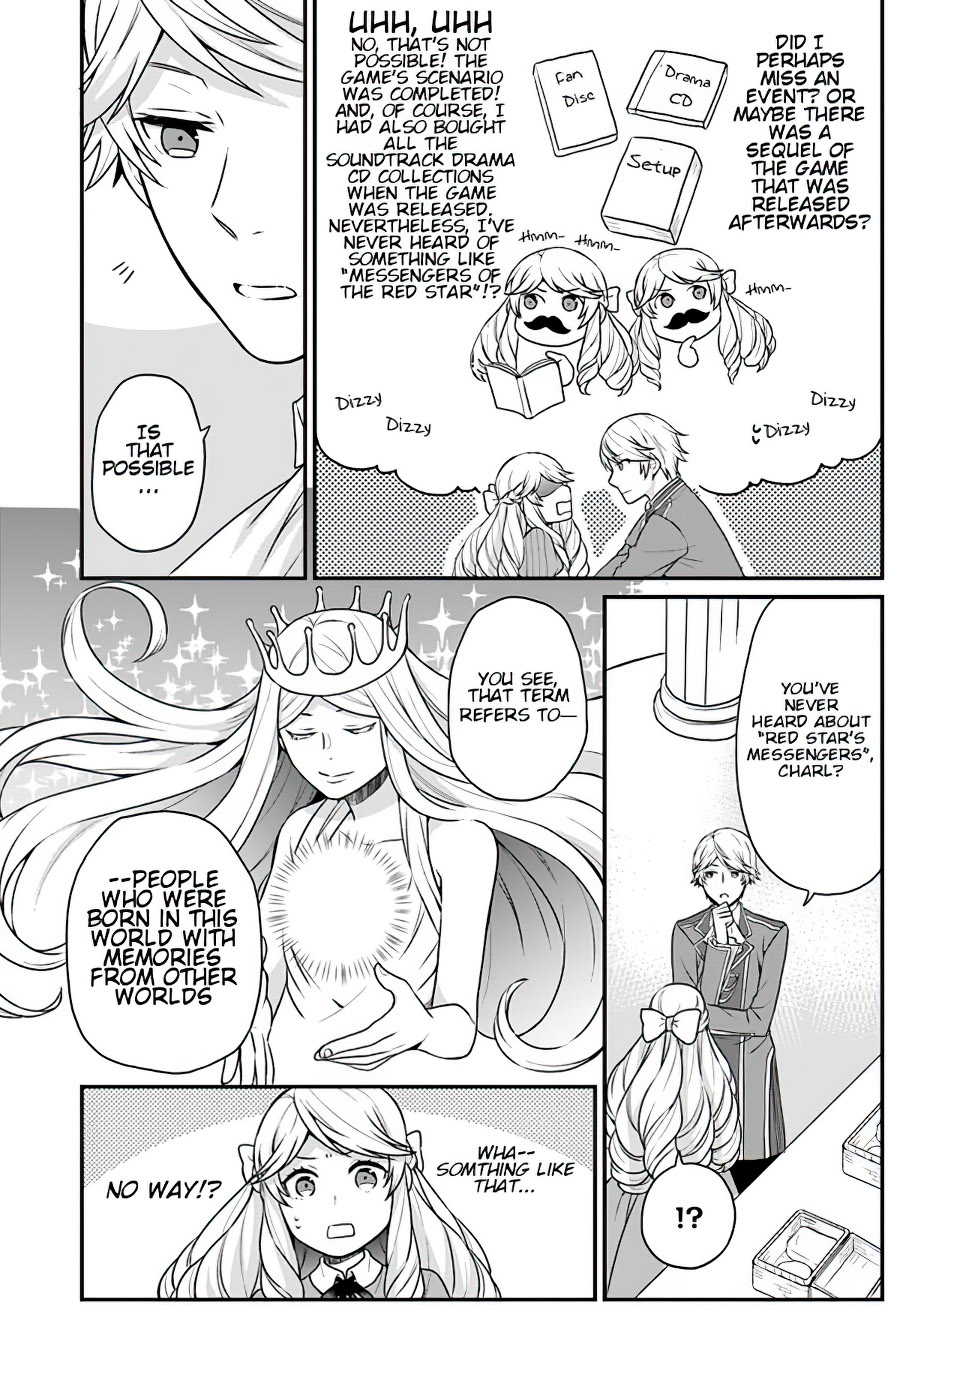 DID I
PERHAPS
MISS AN
EVENT? OR
MAYBE THERE
WAS A
SEQUEL OF
THE GAME
THAT WAS
RELEASED
AFTERWARDS?
Fan
Disc
Drama
CD
Setup
UHH, UHH
NO, THAT'S NOT
POSSIBLE! THE
GAME'S SCENARIO
WAS COMPLETED!
AND, OF COURSE, I
HAD ALSO BOUGHT
ALL THE
SOUNDTRACK DRAMA
CD COLLECTIONS
WHEN THE GAME
WAS RELEASED.
NEVERTHELESS, I'VE
NEVER HEARD OF
SOMETHING LIKE
"MESSENGERS OF
THE RED STAR"!?
Hmm~
Hmm~
Hmm~
Dizzy
Dizzy
Dizzy
Dizzy
IS
THAT
POSSIBLE
...
YOU'VE
NEVER
HEARD ABOUT
"RED STAR'S
MESSENGERS",
CHARL?
!?
YOU SEE,
THAT TERM
REFERS TO—
--PEOPLE
WHO WERE
BORN IN THIS
WORLD WITH
MEMORIES
FROM OTHER
WORLDS
WHA--
SOMTHING LIKE
THAT...
NO WAY!?